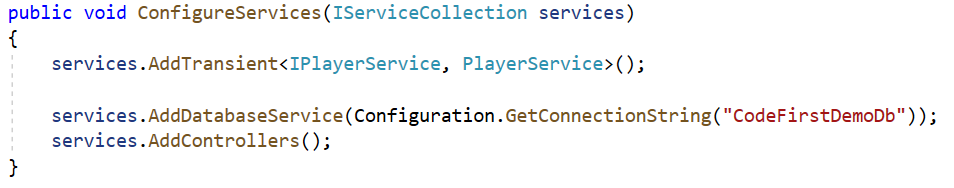 public void ConfigureServices(IServiceCollection services)
{
    services.AddTransient<IPlayerService, PlayerService>();
    services.AddDatabaseService(Configuration.GetConnectionString("CodeFirstDemoDb"));
    services.AddControllers();
}